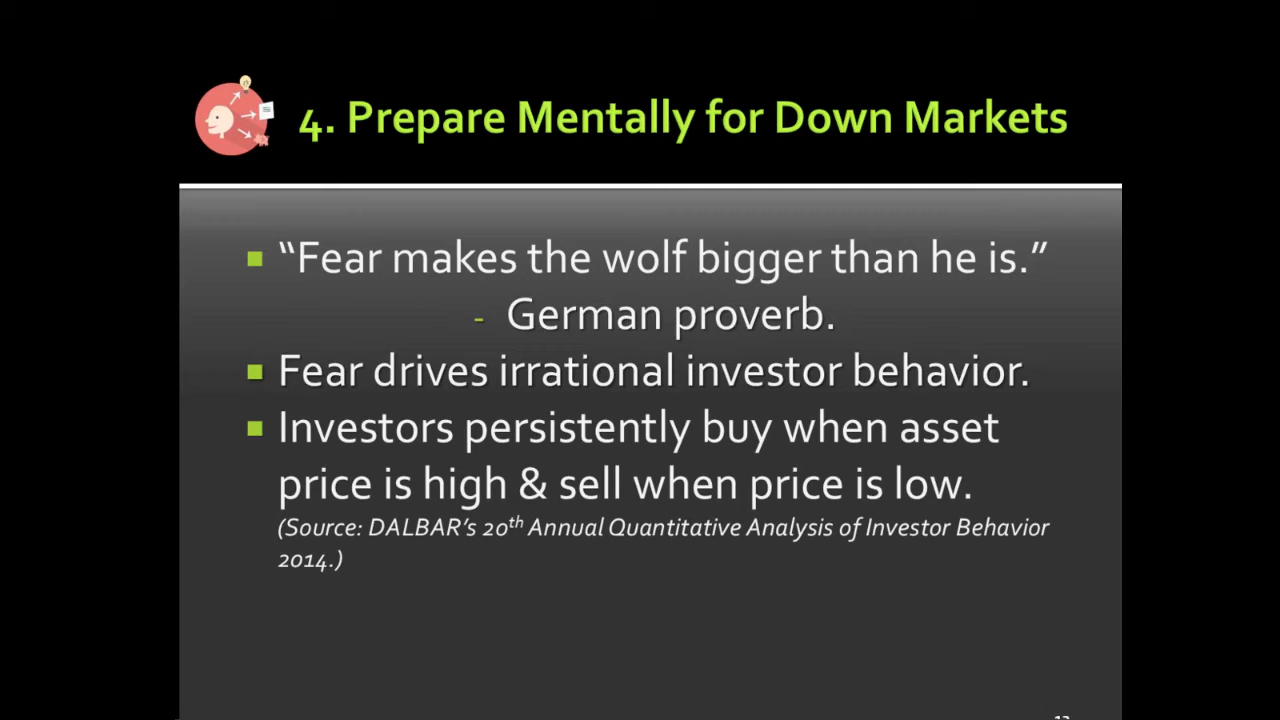 4. Prepare Mentally for Down Markets
“Fear makes the wolf bigger than he is.”
- German proverb.
Fear drives irrational investor behavior.
Investors persistently buy when asset
price is high & sell when price is low.
(Source: DALBAR’s 20th Annual Quantitative Analysis of Investor Behavior
2014.)